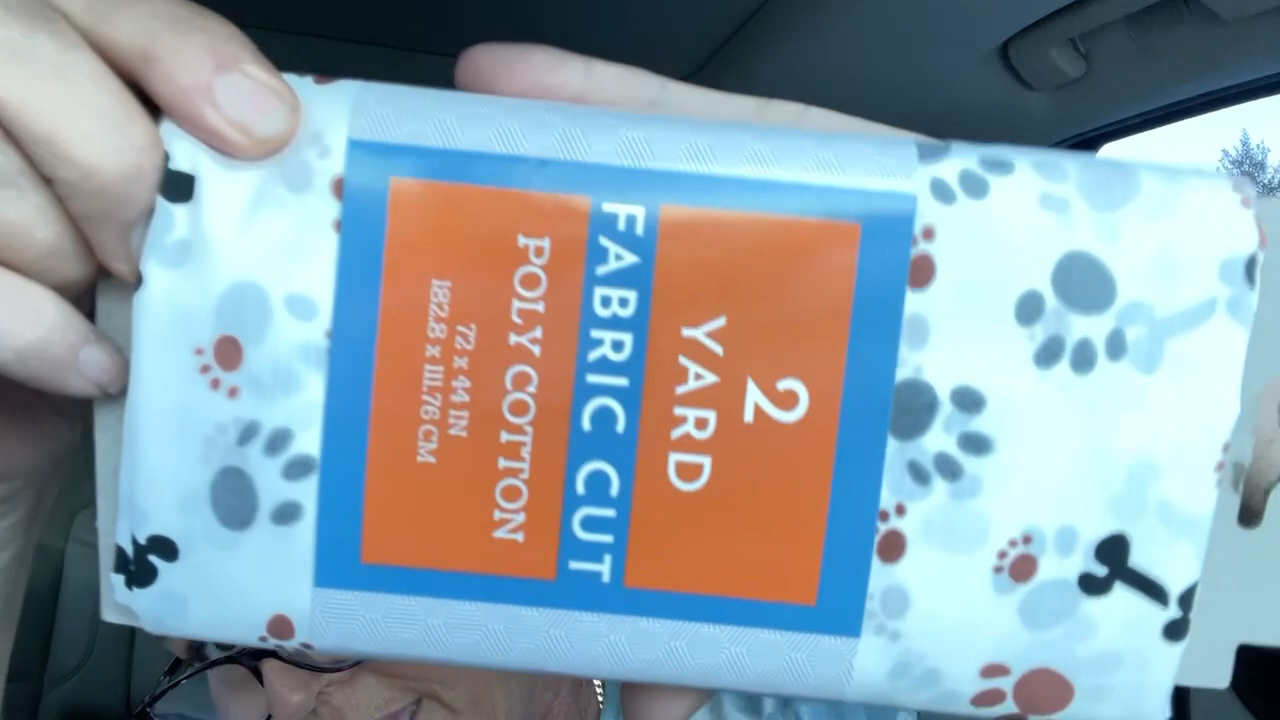 2
YARD
FABRIC CUT
POLY COTTON
72 x 44 IN
182.8 x 111.76 CM